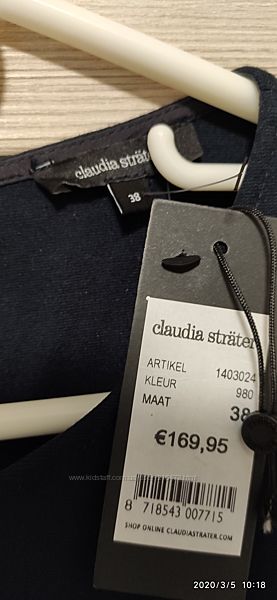 claudia sträter
38
claudia sträter
ARTIKEL 1403024
KLEUR 980
MAAT 38
€169,95
8 718543 007715
SHOP ONLINE CLAUDIASTRATER.COM
2020/3/5 10:18